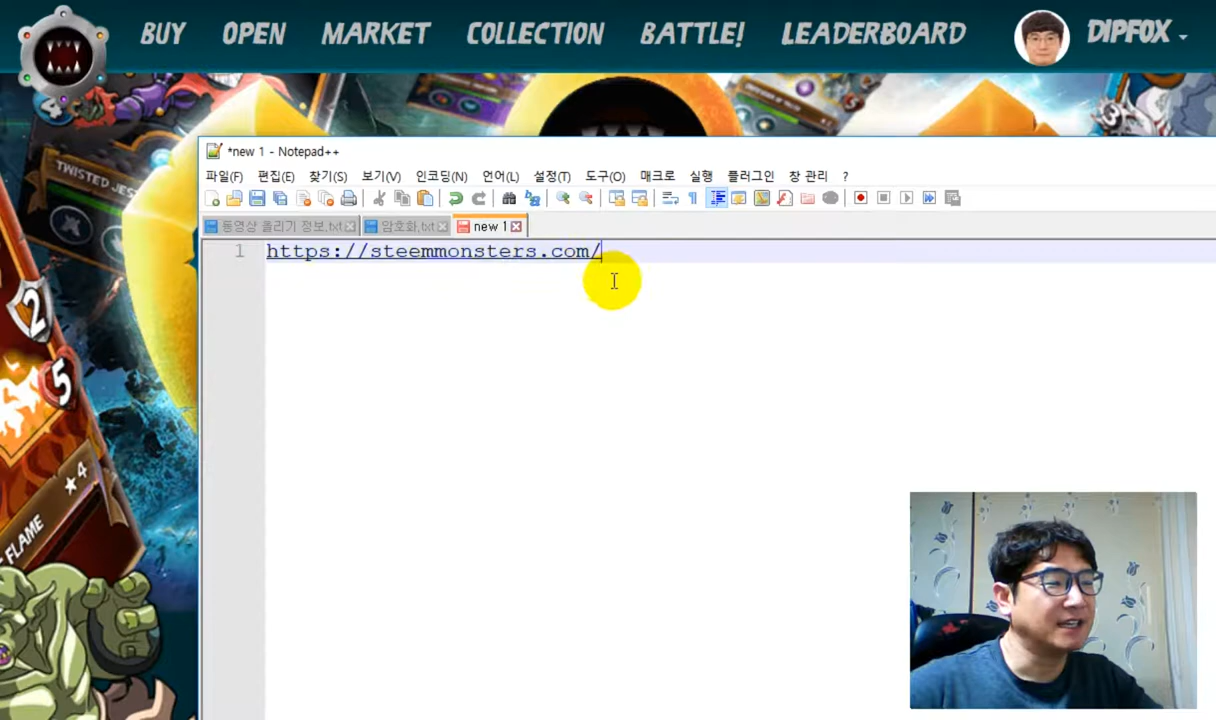 BUY OPEN MARKET COLLECTION BATTLE! LEADERBOARD DIPFOX
4
3
TWISTED JES
*new 1 - Notepad++
파일(F) 편집(E) 찾기(S) 보기(V) 인코딩(N) 언어(L) 설정(T) 도구(O) 매크로 실행 플러그인 창 관리 ?
동영상 올리기 정보.txt 암호화.txt new 1
1 https://steemmonsters.com/
2
5
4
FLAME